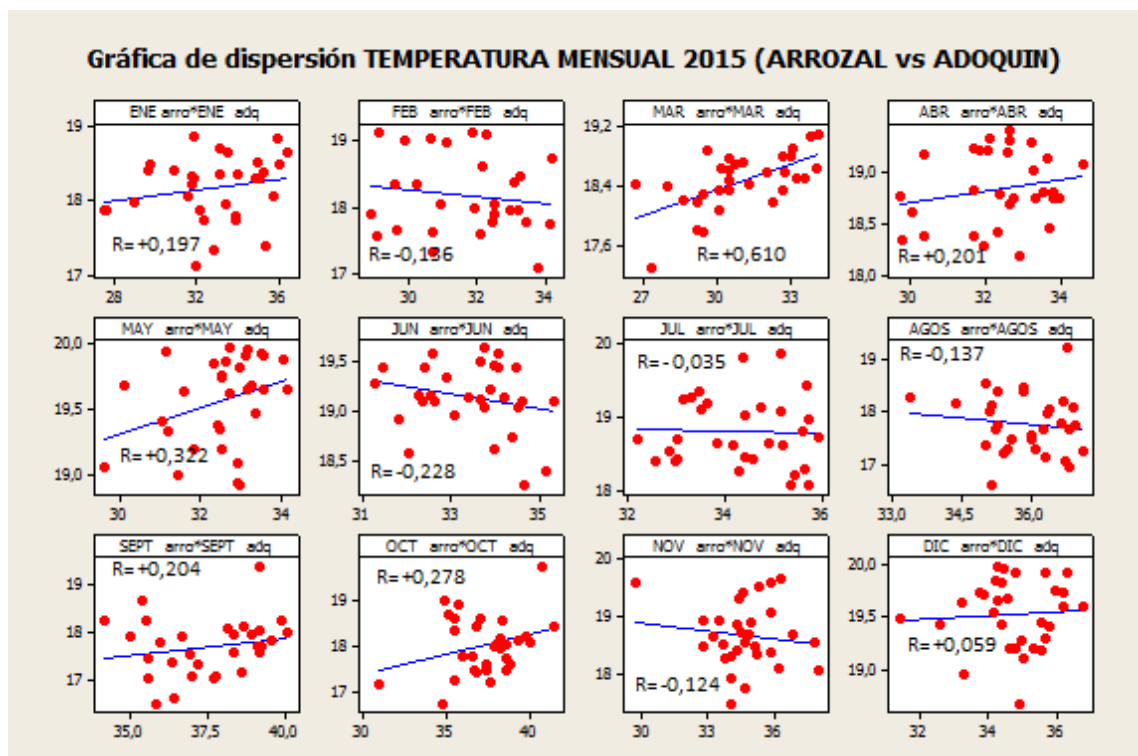 Gráfica de dispersión TEMPERATURA MENSUAL 2015 (ARROZAL vs ADOQUIN)
ENE arro*ENE adq
FEB arro*FEB adq
MAR arro*MAR adq
ABR arro*ABR adq
19
18
17
28 32 36
R= +0,197
19
18
17
30 32 34
R= -0,136
19,2
18,4
17,6
27 30 33
R= +0,610
19,0
18,5
18,0
30 32 34
R= +0,201
MAY arro*MAY adq
JUN arro*JUN adq
JUL arro*JUL adq
AGOS arro*AGOS adq
20,0
19,5
19,0
30 32 34
R= +0,322
19,5
19,0
18,5
31 33 35
R= -0,228
20
19
18
32 34 36
R= - 0,035
19
18
17
33,0 34,5 36,0
R= -0,137
SEPT arro*SEPT adq
OCT arro*OCT adq
NOV arro*NOV adq
DIC arro*DIC adq
19
18
17
35,0 37,5 40,0
R= +0,204
19
18
17
30 35 40
R= +0,278
20
19
18
30 34 38
R= -0,124
20,0
19,5
19,0
32 34 36
R= +0,059